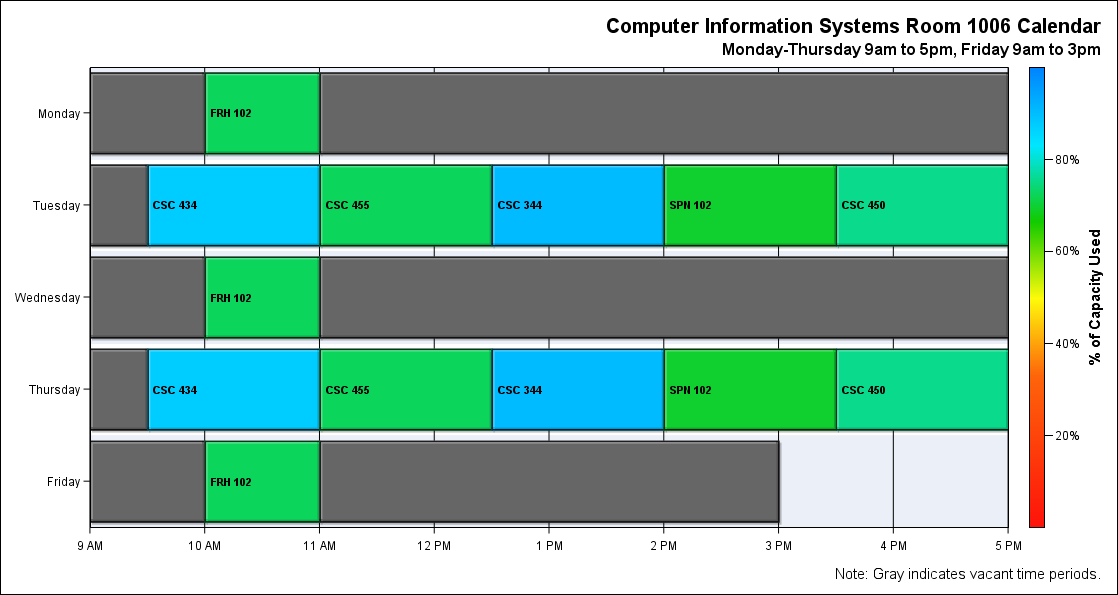 Computer Information Systems Room 1006 Calendar
Monday-Thursday 9am to 5pm, Friday 9am to 3pm
Monday
FRH 102
Tuesday
CSC 434 CSC 455 CSC 344 SPN 102 CSC 450
Wednesday
FRH 102
Thursday
CSC 434 CSC 455 CSC 344 SPN 102 CSC 450
Friday
FRH 102
9 AM 10 AM 11 AM 12 PM 1 PM 2 PM 3 PM 4 PM 5 PM
80%
60%
40%
20%
% of Capacity Used
Note: Gray indicates vacant time periods.